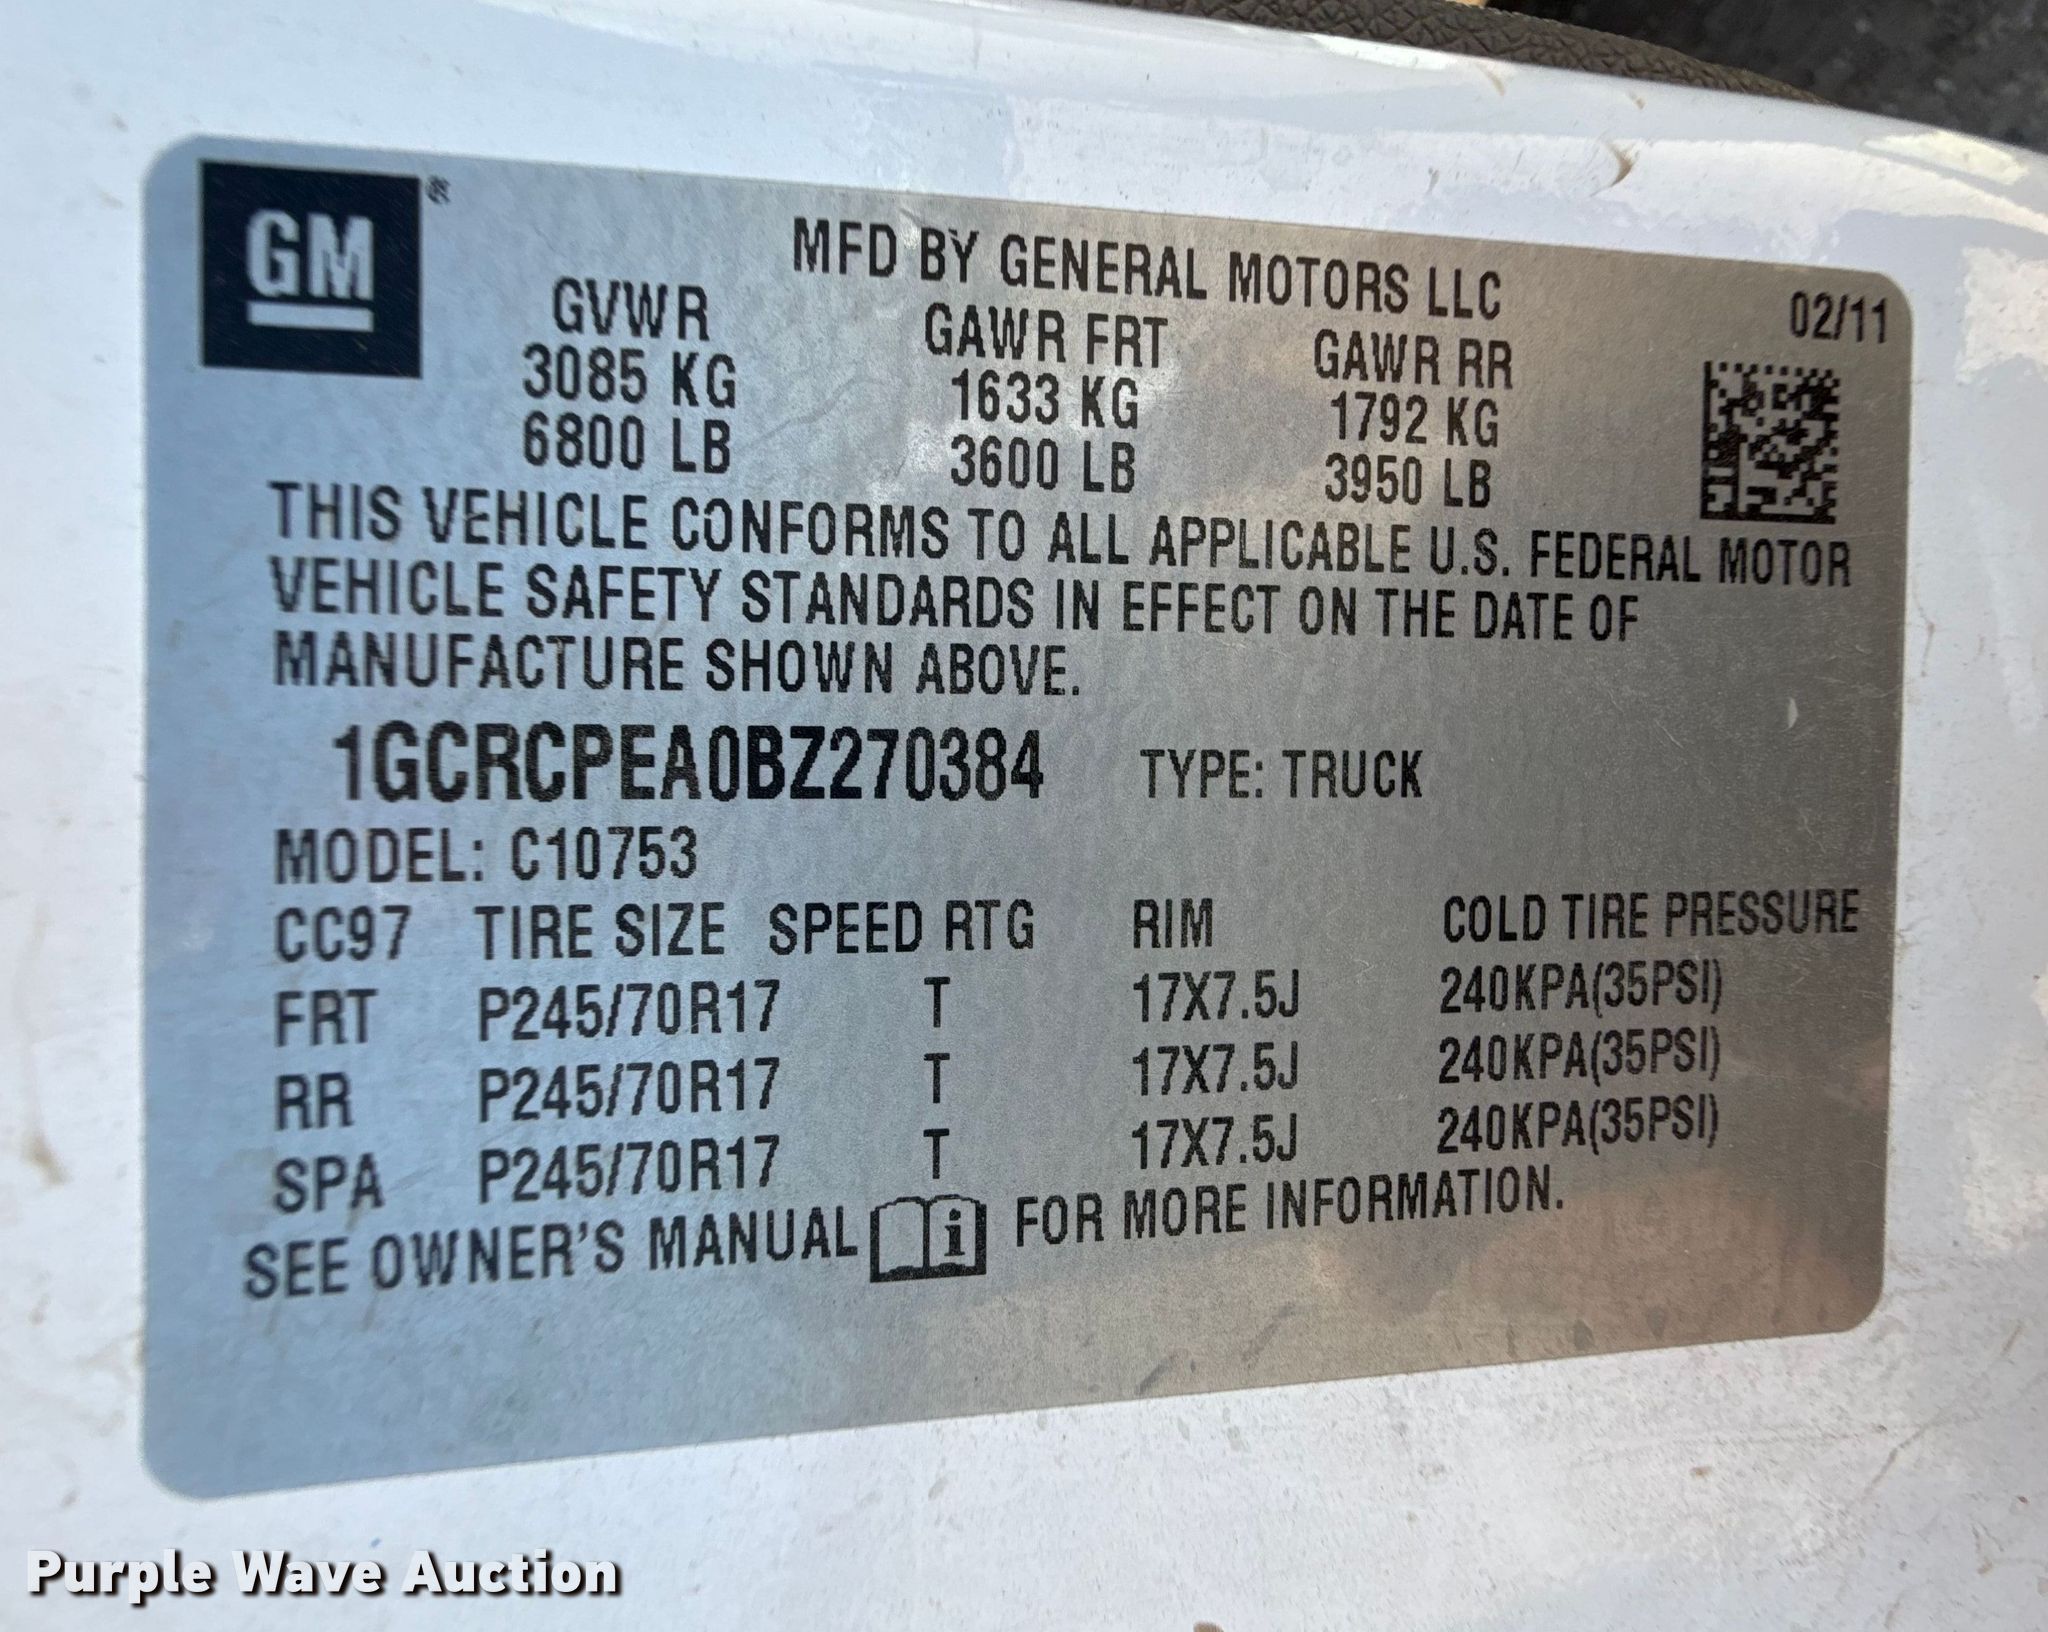 GM®
MFD BY GENERAL MOTORS LLC
02/11
GVWR GAWR FRT GAWR RR
3085 KG 1633 KG 1792 KG
6800 LB 3600 LB 3950 LB
THIS VEHICLE CONFORMS TO ALL APPLICABLE U.S. FEDERAL MOTOR
VEHICLE SAFETY STANDARDS IN EFFECT ON THE DATE OF
MANUFACTURE SHOWN ABOVE.
1GCRCPEA0BZ270384 TYPE: TRUCK
MODEL: C10753
CC97 TIRE SIZE SPEED RTG RIM COLD TIRE PRESSURE
FRT P245/70R17 T 17X7.5J 240KPA(35PSI)
RR P245/70R17 T 17X7.5J 240KPA(35PSI)
SPA P245/70R17 T 17X7.5J 240KPA(35PSI)
SEE OWNER'S MANUAL i FOR MORE INFORMATION.
Purple Wave Auction